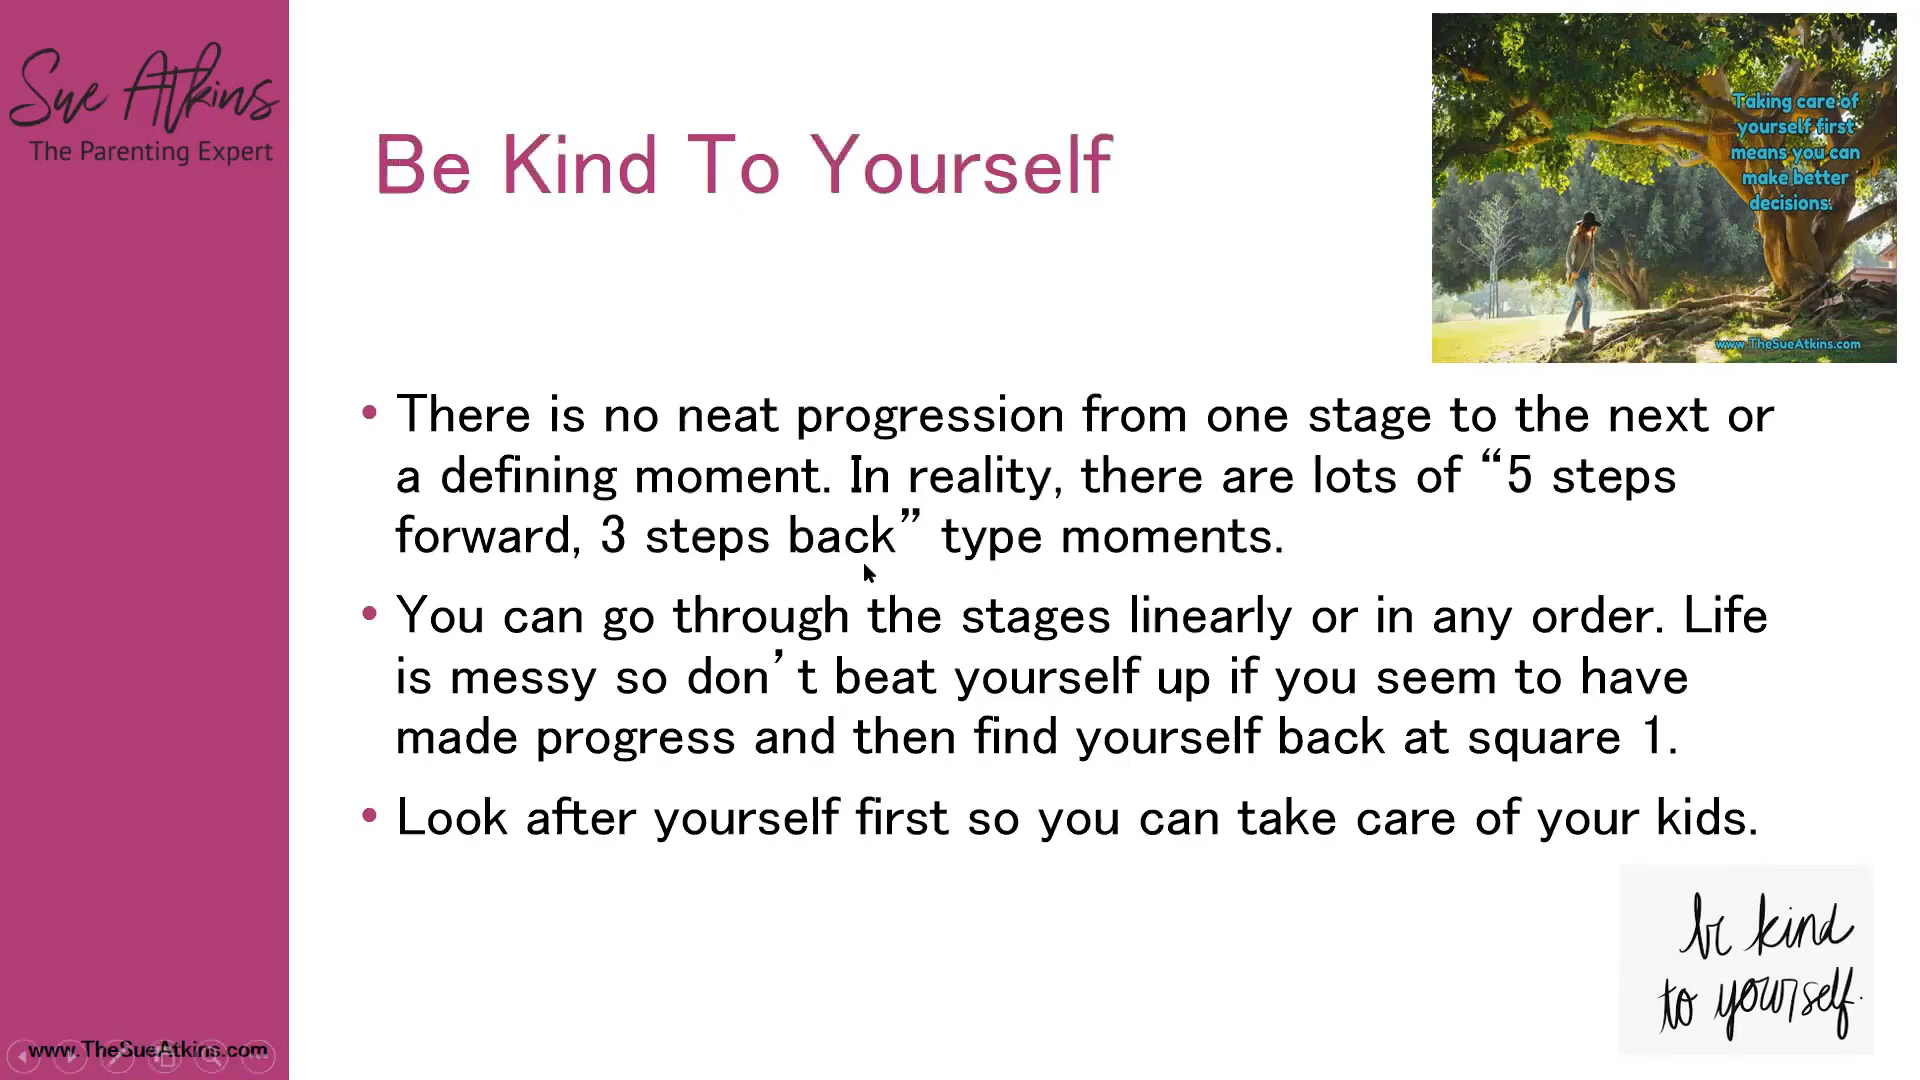 Sue Atkins
The Parenting Expert
Be Kind To Yourself
Taking care of
yourself first
means you can
make better
decisions.
www.TheSueAtkins.com
• There is no neat progression from one stage to the next or
a defining moment. In reality, there are lots of “5 steps
forward, 3 steps back” type moments.
• You can go through the stages linearly or in any order. Life
is messy so don’t beat yourself up if you seem to have
made progress and then find yourself back at square 1.
• Look after yourself first so you can take care of your kids.
be kind
to yourself.
www.TheSueAtkins.com